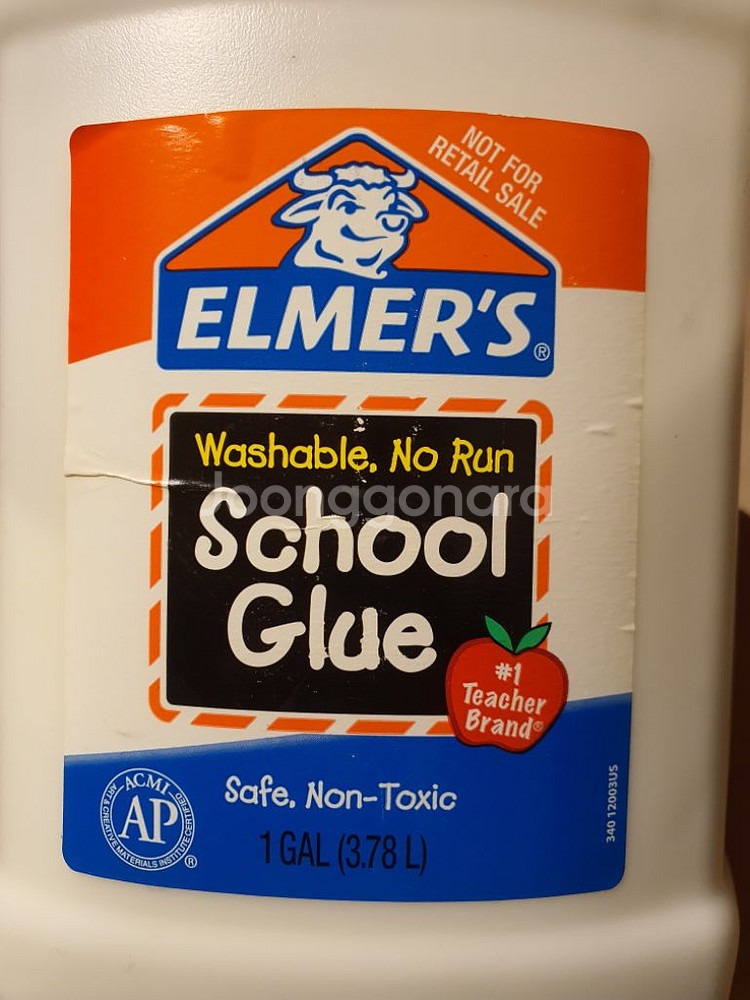 NOT FOR
RETAIL SALE
ELMER'S®
Washable, No Run
Joonggonara
School
Glue
#1
Teacher
Brand®
Safe, Non-Toxic
1 GAL (3.78 L)
ACMI
AP
ART & CREATIVE MATERIALS INSTITUTE CERTIFIED
®
340 12003US